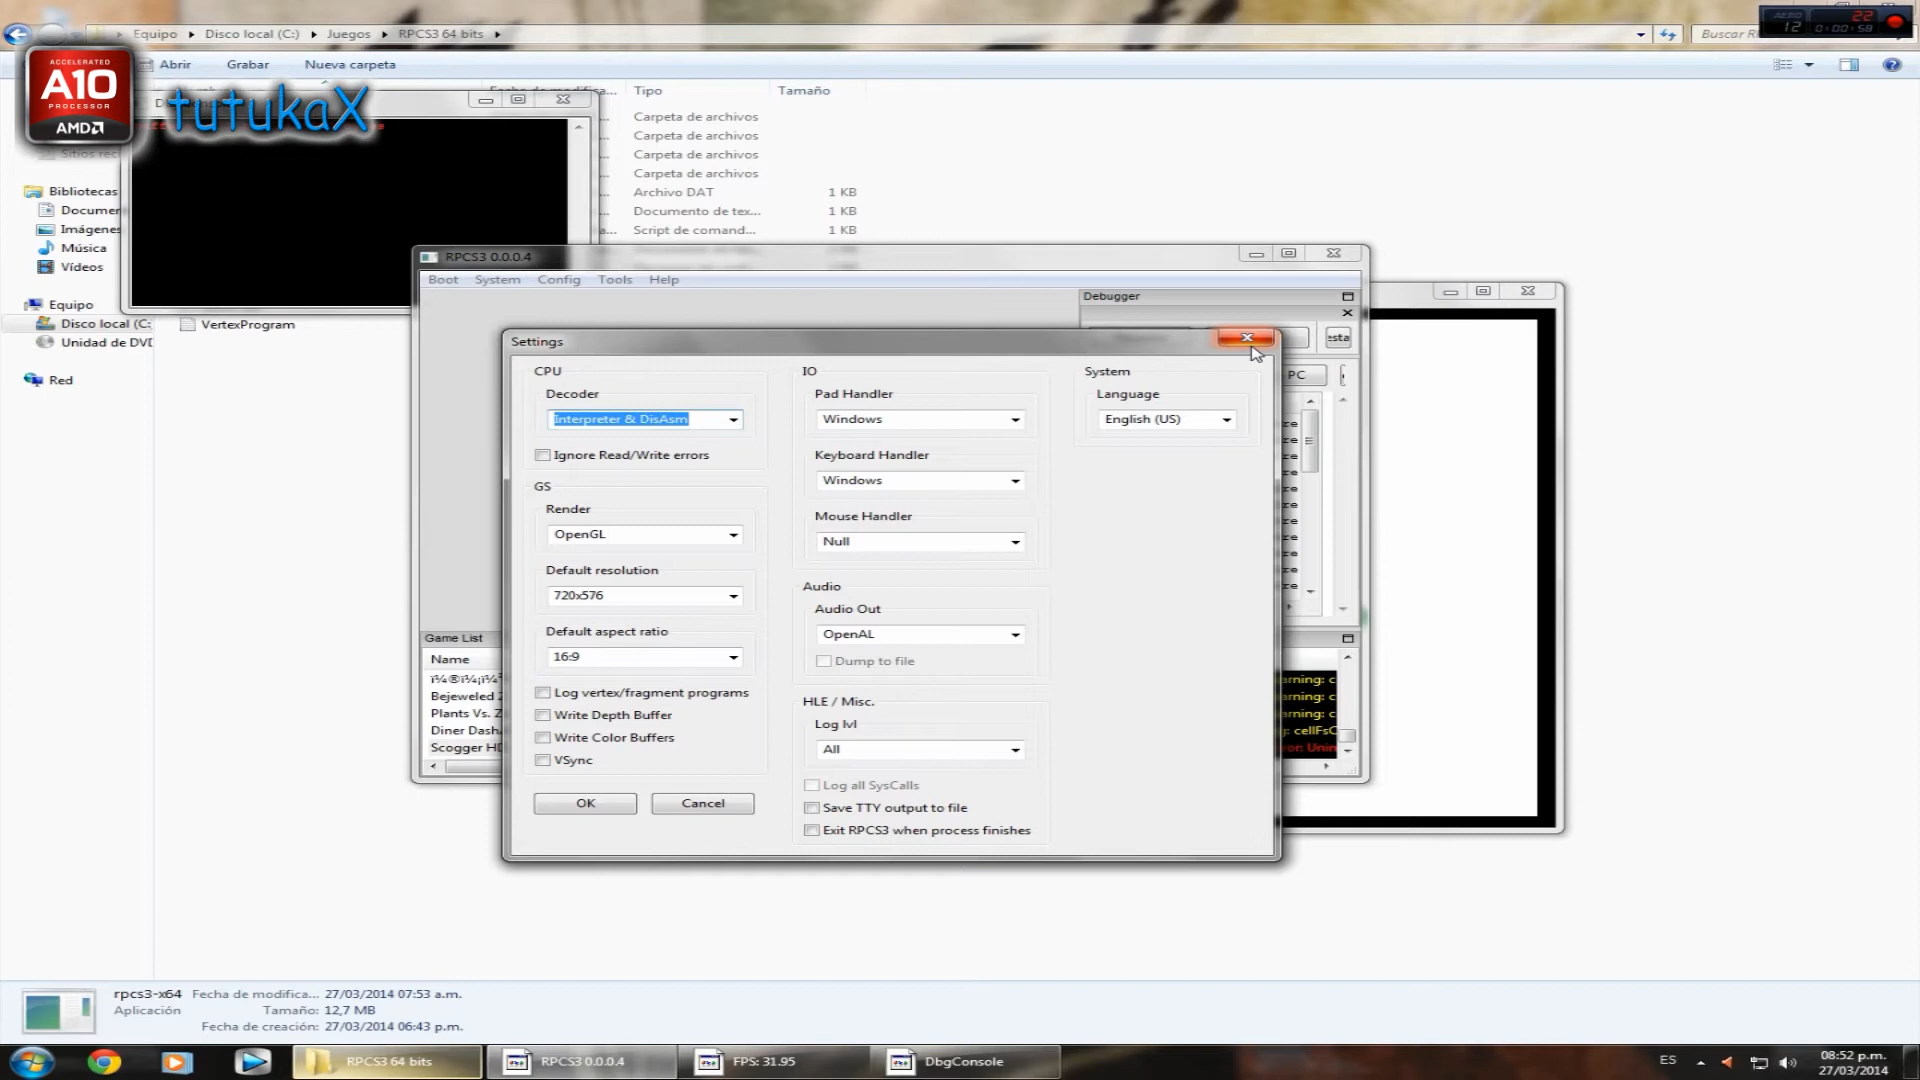 Equipo
Disco local (C:)
Juegos
RPCS3 64 bits
AERO
12
22
0:00:58
Abrir
Grabar
Nueva carpeta
ACCELERATED
A10
PROCESSOR
AMD
tutukaX
Tipo
Tamaño
Carpeta de archivos
Carpeta de archivos
Carpeta de archivos
Carpeta de archivos
Archivo DAT
1 KB
Documento de tex...
1 KB
Script de comand...
1 KB
Bibliotecas
Música
Vídeos
Equipo
Disco local (C:
Red
VertexProgram
RPCS3 0.0.0.4
Boot
System
Config
Tools
Help
Debugger
PC
Settings
CPU
Decoder
Interpreter & DisAsm
Ignore Read/Write errors
GS
Render
OpenGL
Default resolution
720x576
Default aspect ratio
16:9
Log vertex/fragment programs
Write Depth Buffer
Write Color Buffers
VSync
OK
Cancel
IO
Pad Handler
Windows
Keyboard Handler
Windows
Mouse Handler
Null
Audio
Audio Out
OpenAL
Dump to file
HLE / Misc.
Log lvl
All
Log all SysCalls
Save TTY output to file
Exit RPCS3 when process finishes
System
Language
English (US)
Game List
Name
Bejeweled
Plants Vs. Z
Diner Dash
Scogger HD
rpcs3-x64
Aplicación
Fecha de modifica...
27/03/2014 07:53 a.m.
Tamaño: 12,7 MB
Fecha de creación: 27/03/2014 06:43 p.m.
RPCS3 64 bits
RPCS3 0.0.0.4
FPS: 31.95
DbgConsole
ES
08:52 p.m.
27/03/2014